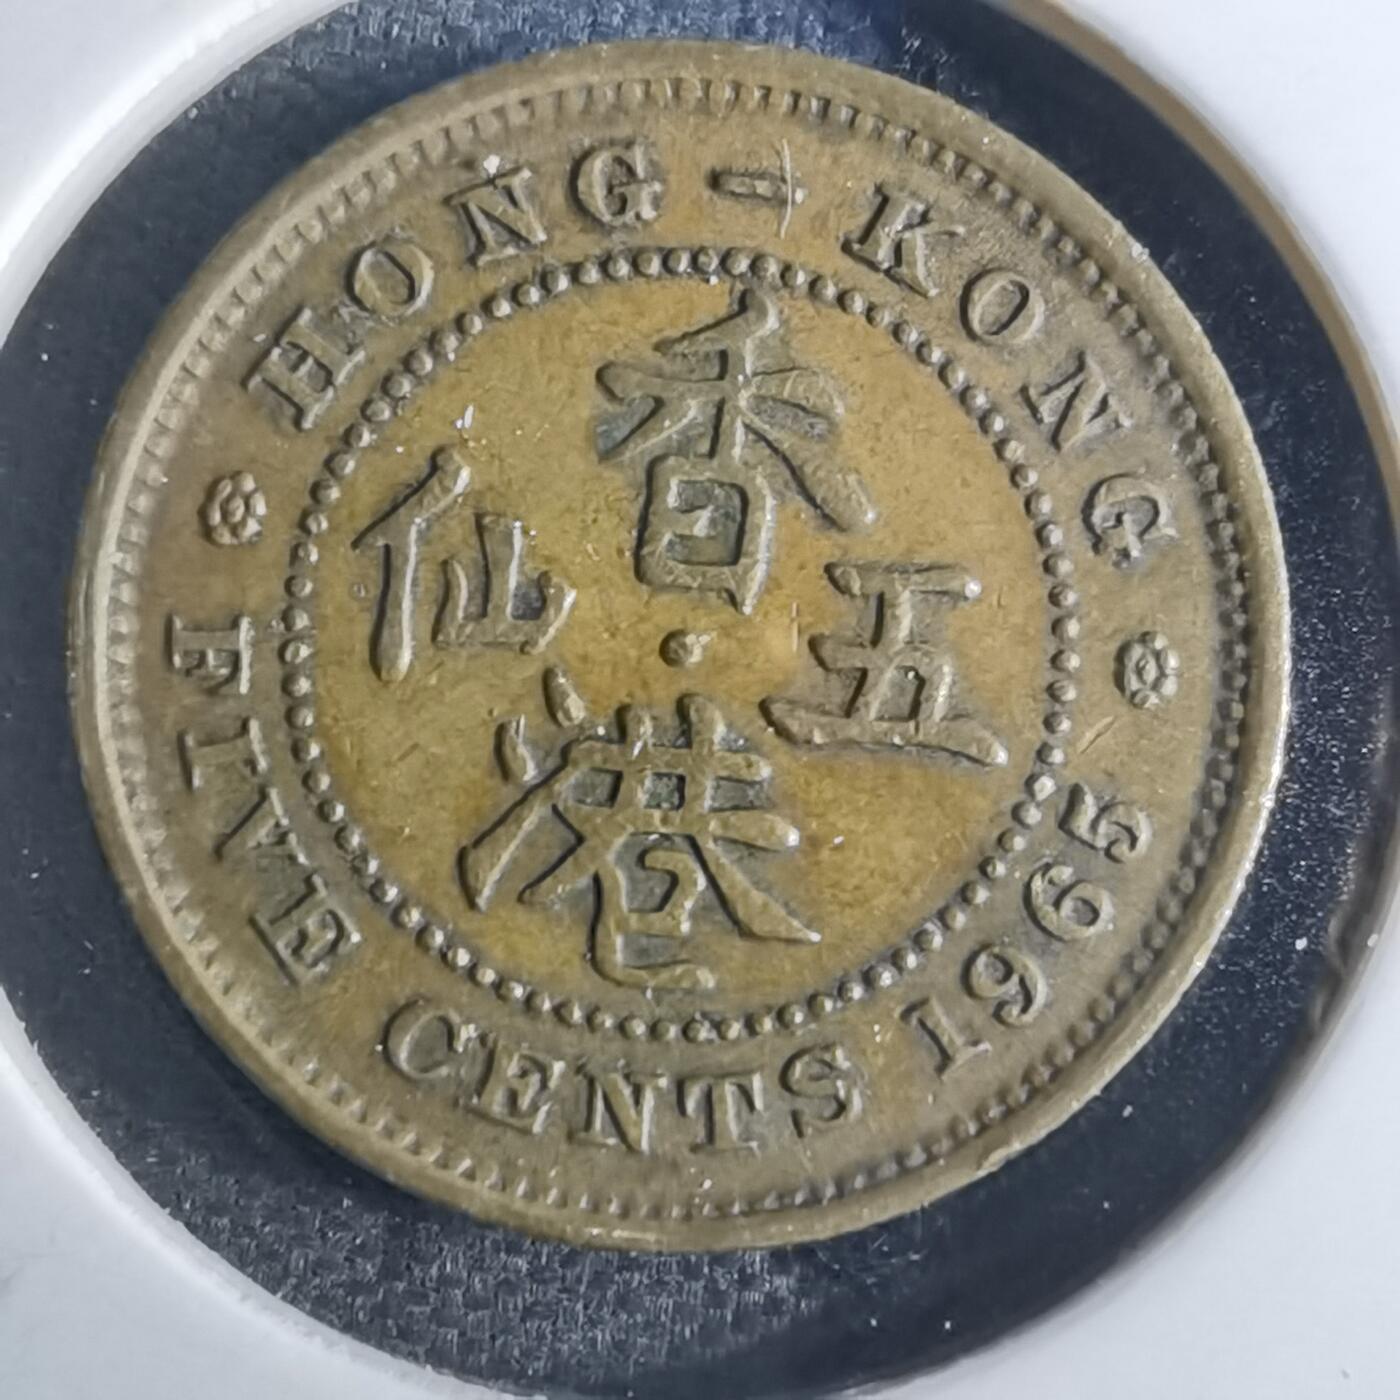 HONG-KONG
FIVE CENTS 1965
香港
五仙